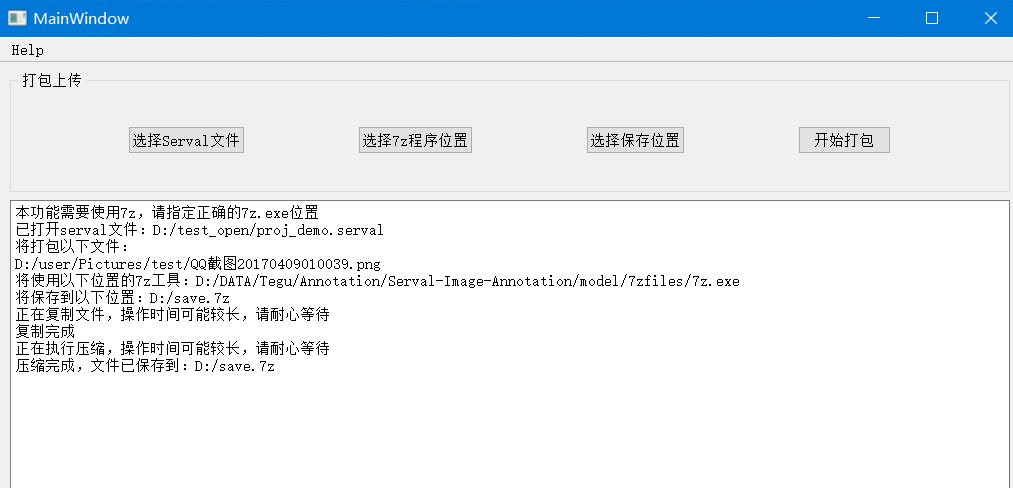 MainWindow
Help
打包上传
选择Serval文件 选择7z程序位置 选择保存位置 开始打包
本功能需要使用7z，请指定正确的7z.exe位置
已打开serval文件：D:/test_open/proj_demo.serval
将打包以下文件：
D:/user/Pictures/test/QQ截图20170409010039.png
将使用以下位置的7z工具：D:/DATA/Tegu/Annotation/Serval-Image-Annotation/model/7zfiles/7z.exe
将保存到以下位置：D:/save.7z
正在复制文件，操作时间可能较长，请耐心等待
复制完成
正在执行压缩，操作时间可能较长，请耐心等待
压缩完成，文件已保存到：D:/save.7z